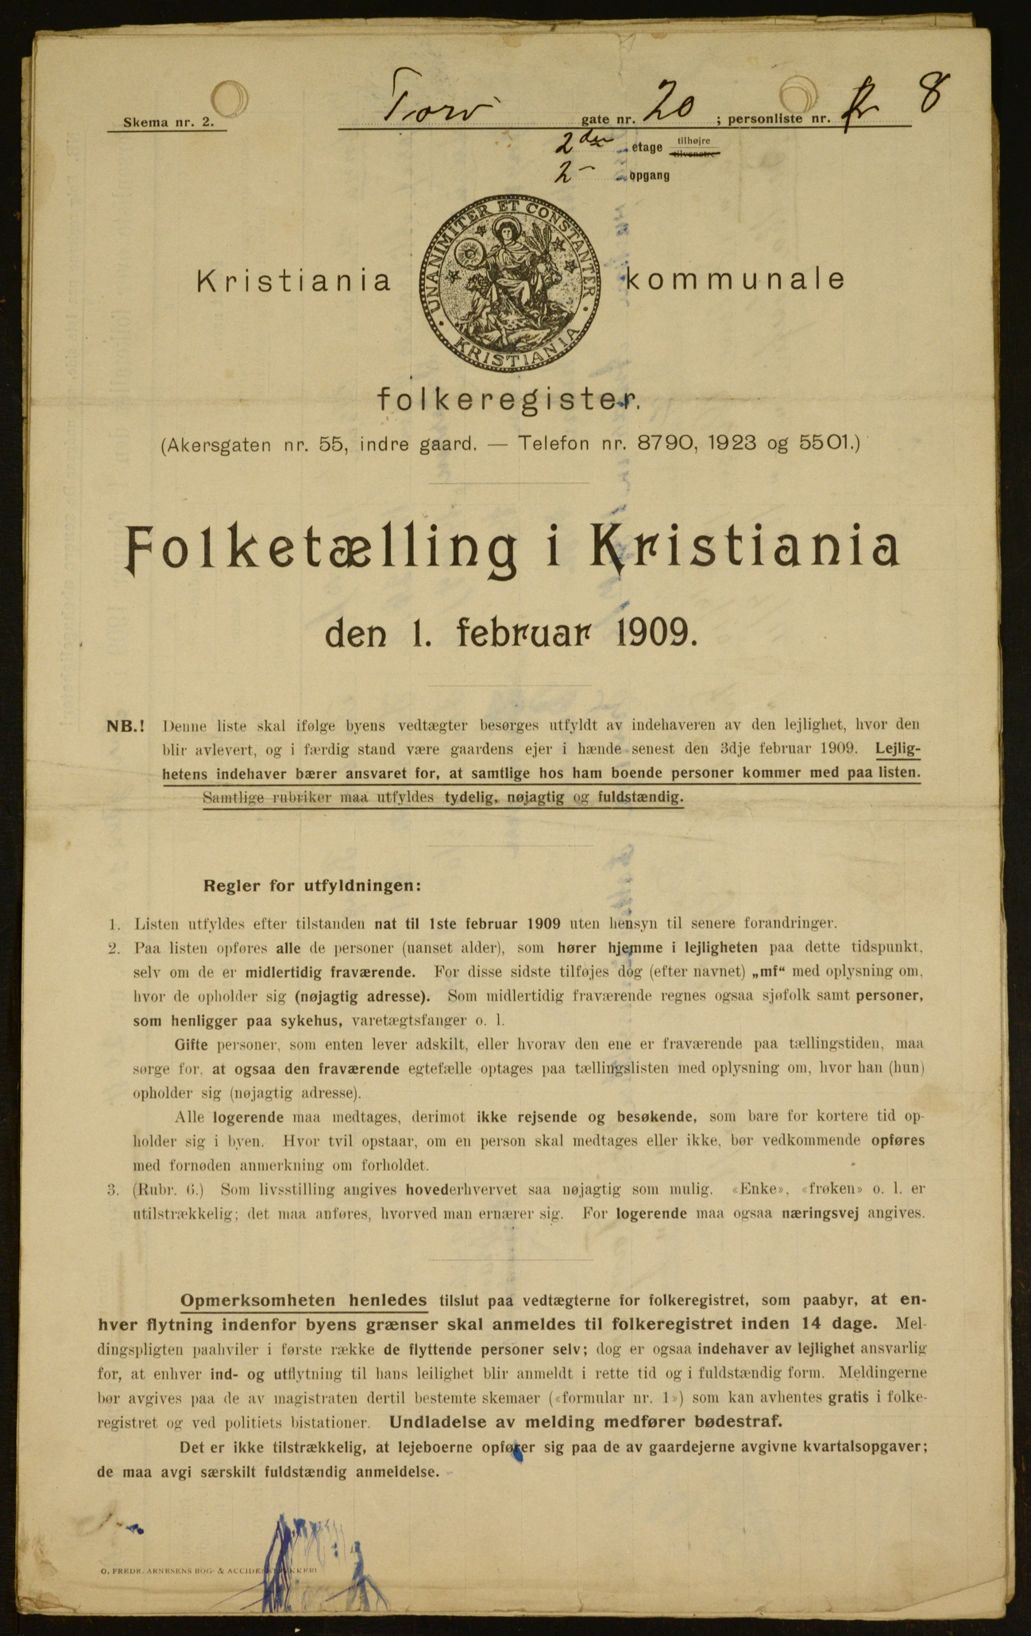 Skema nr. 2.
Torv gate nr. 20 ; personliste nr. 8
2den etage tilhøjre tilvenstre
2- opgang
UNANIMITER ET CONSTANTER
KRISTIANIA
Kristiania kommunale
folkeregister.
(Akersgaten nr. 55, indre gaard. — Telefon nr. 8790, 1923 og 5501.)
Folketælling i Kristiania
den 1. februar 1909.
NB.! Denne liste skal ifølge byens vedtægter besørges utfyldt av indehaveren av den lejlighet, hvor den
blir avlevert, og i færdig stand være gaardens ejer i hænde senest den 3dje februar 1909. Lejlig-
hetens indehaver bærer ansvaret for, at samtlige hos ham boende personer kommer med paa listen.
Samtlige rubriker maa utfyldes tydelig, nøjagtig og fuldstændig.
Regler for utfyldningen:
1. Listen utfyldes efter tilstanden nat til 1ste februar 1909 uten hensyn til senere forandringer.
2. Paa listen opføres alle de personer (uanset alder), som hører hjemme i lejligheten paa dette tidspunkt,
selv om de er midlertidig fraværende. For disse sidste tilføjes dog (efter navnet) „mf“ med oplysning om,
hvor de opholder sig (nøjagtig adresse). Som midlertidig fraværende regnes ogsaa sjøfolk samt personer,
som henligger paa sykehus, varetægtsfanger o. l.
Gifte personer, som enten lever adskilt, eller hvorav den ene er fraværende paa tællingstiden, maa
sørge for, at ogsaa den fraværende egtefælle optages paa tællingslisten med oplysning om, hvor han (hun)
opholder sig (nøjagtig adresse).
Alle logerende maa medtages, derimot ikke rejsende og besøkende, som bare for kortere tid op-
holder sig i byen. Hvor tvil opstaar, om en person skal medtages eller ikke, bør vedkommende opføres
med fornøden anmerkning om forholdet.
3. (Rubr. 6.) Som livsstilling angives hovederhvervet saa nøjagtig som mulig. «Enke», «frøken» o. l. er
utilstrækkelig; det maa anføres, hvorved man ernærer sig. For logerende maa ogsaa næringsvej angives.
Opmerksomheten henledes tilslut paa vedtægterne for folkeregistret, som paabyr, at en-
hver flytning indenfor byens grænser skal anmeldes til folkeregistret inden 14 dage. Mel-
dingspligten paahviler i første række de flyttende personer selv; dog er ogsaa indehaver av lejlighet ansvarlig
for, at enhver ind- og utflytning til hans leilighet blir anmeldt i rette tid og i fuldstændig form. Meldingerne
bør avgives paa de av magistraten dertil bestemte skemaer («formular nr. 1») som kan avhentes gratis i folke-
registret og ved politiets bistationer. Undladelse av melding medfører bødestraf.
Det er ikke tilstrækkelig, at lejeboerne opfører sig paa de av gaardejerne avgivne kvartalsopgaver;
de maa avgi særskilt fuldstændig anmeldelse.
O. FREDR. ARNESENS BOG- & ACCIDENSTRYKKERI